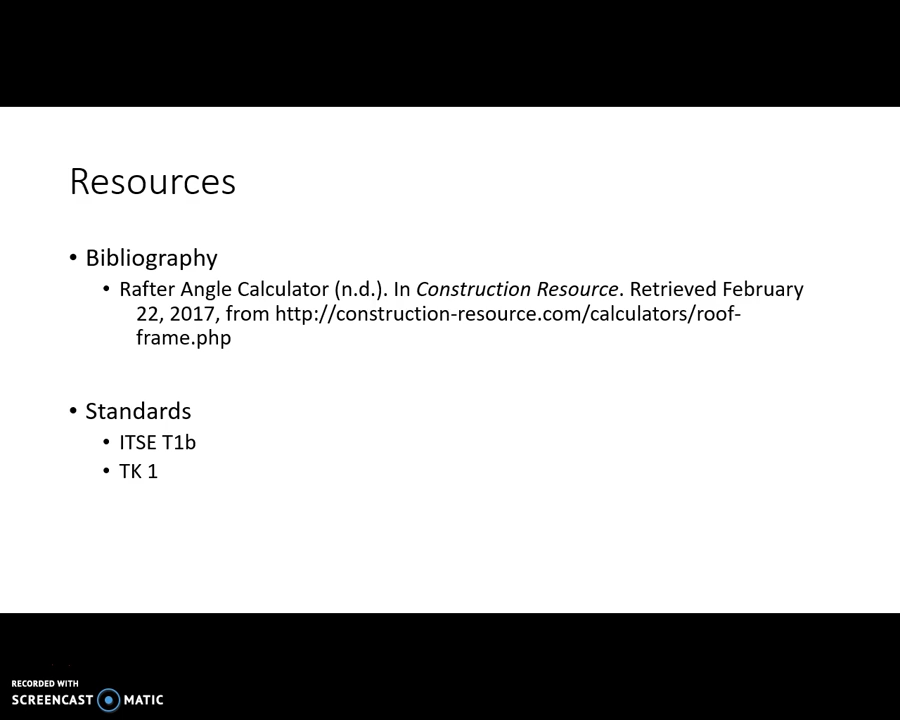 Resources
• Bibliography
• Rafter Angle Calculator (n.d.). In Construction Resource. Retrieved February
22, 2017, from http://construction-resource.com/calculators/roof-
frame.php
• Standards
• ITSE T1b
• TK 1
RECORDED WITH
SCREENCAST MATIC